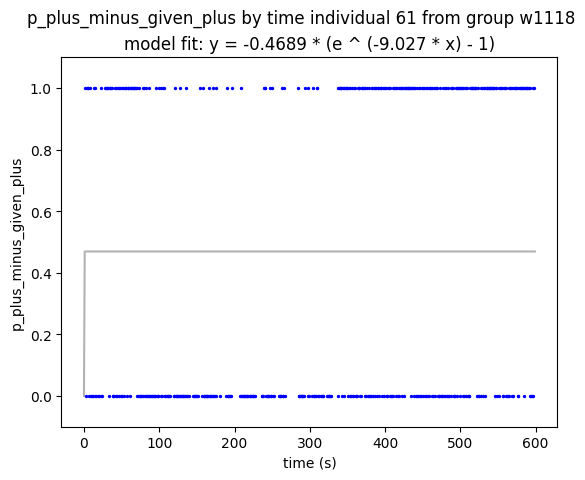 p_plus_minus_given_plus by time individual 61 from group w1118
model fit: y = -0.4689 * (e ^ (-9.027 * x) - 1)
1.0
0.8
0.6
0.4
0.2
0.0
p_plus_minus_given_plus
0 100 200 300 400 500 600
time (s)